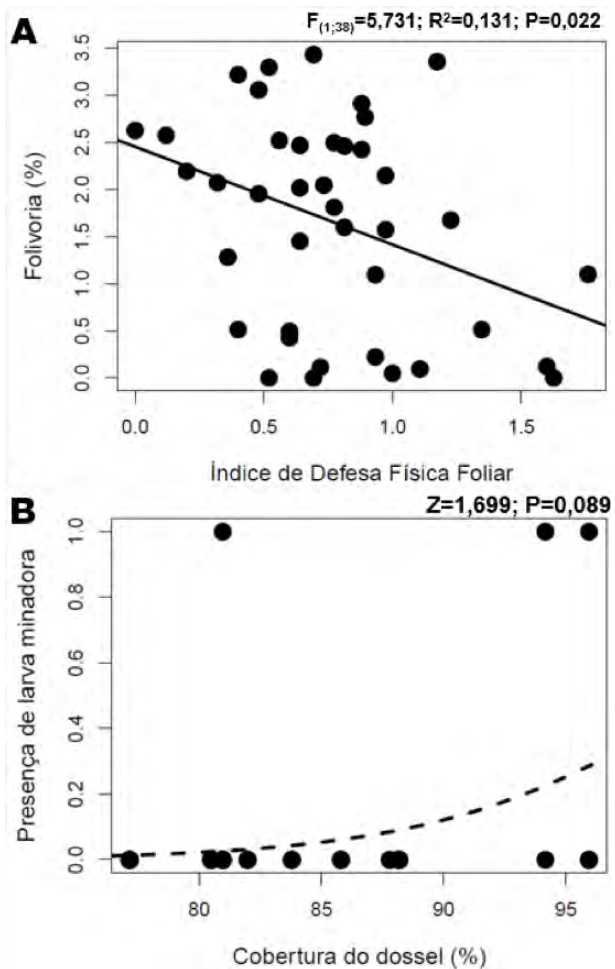 A
F(1;38)=5,731; R²=0,131; P=0,022
3.5
3.0
2.5
2.0
1.5
1.0
0.5
0.0
Folivoria (%)
0.0 0.5 1.0 1.5
Índice de Defesa Física Foliar
B
Z=1,699; P=0,089
1.0
0.8
0.6
0.4
0.2
0.0
Presença de larva minadora
80 85 90 95
Cobertura do dossel (%)